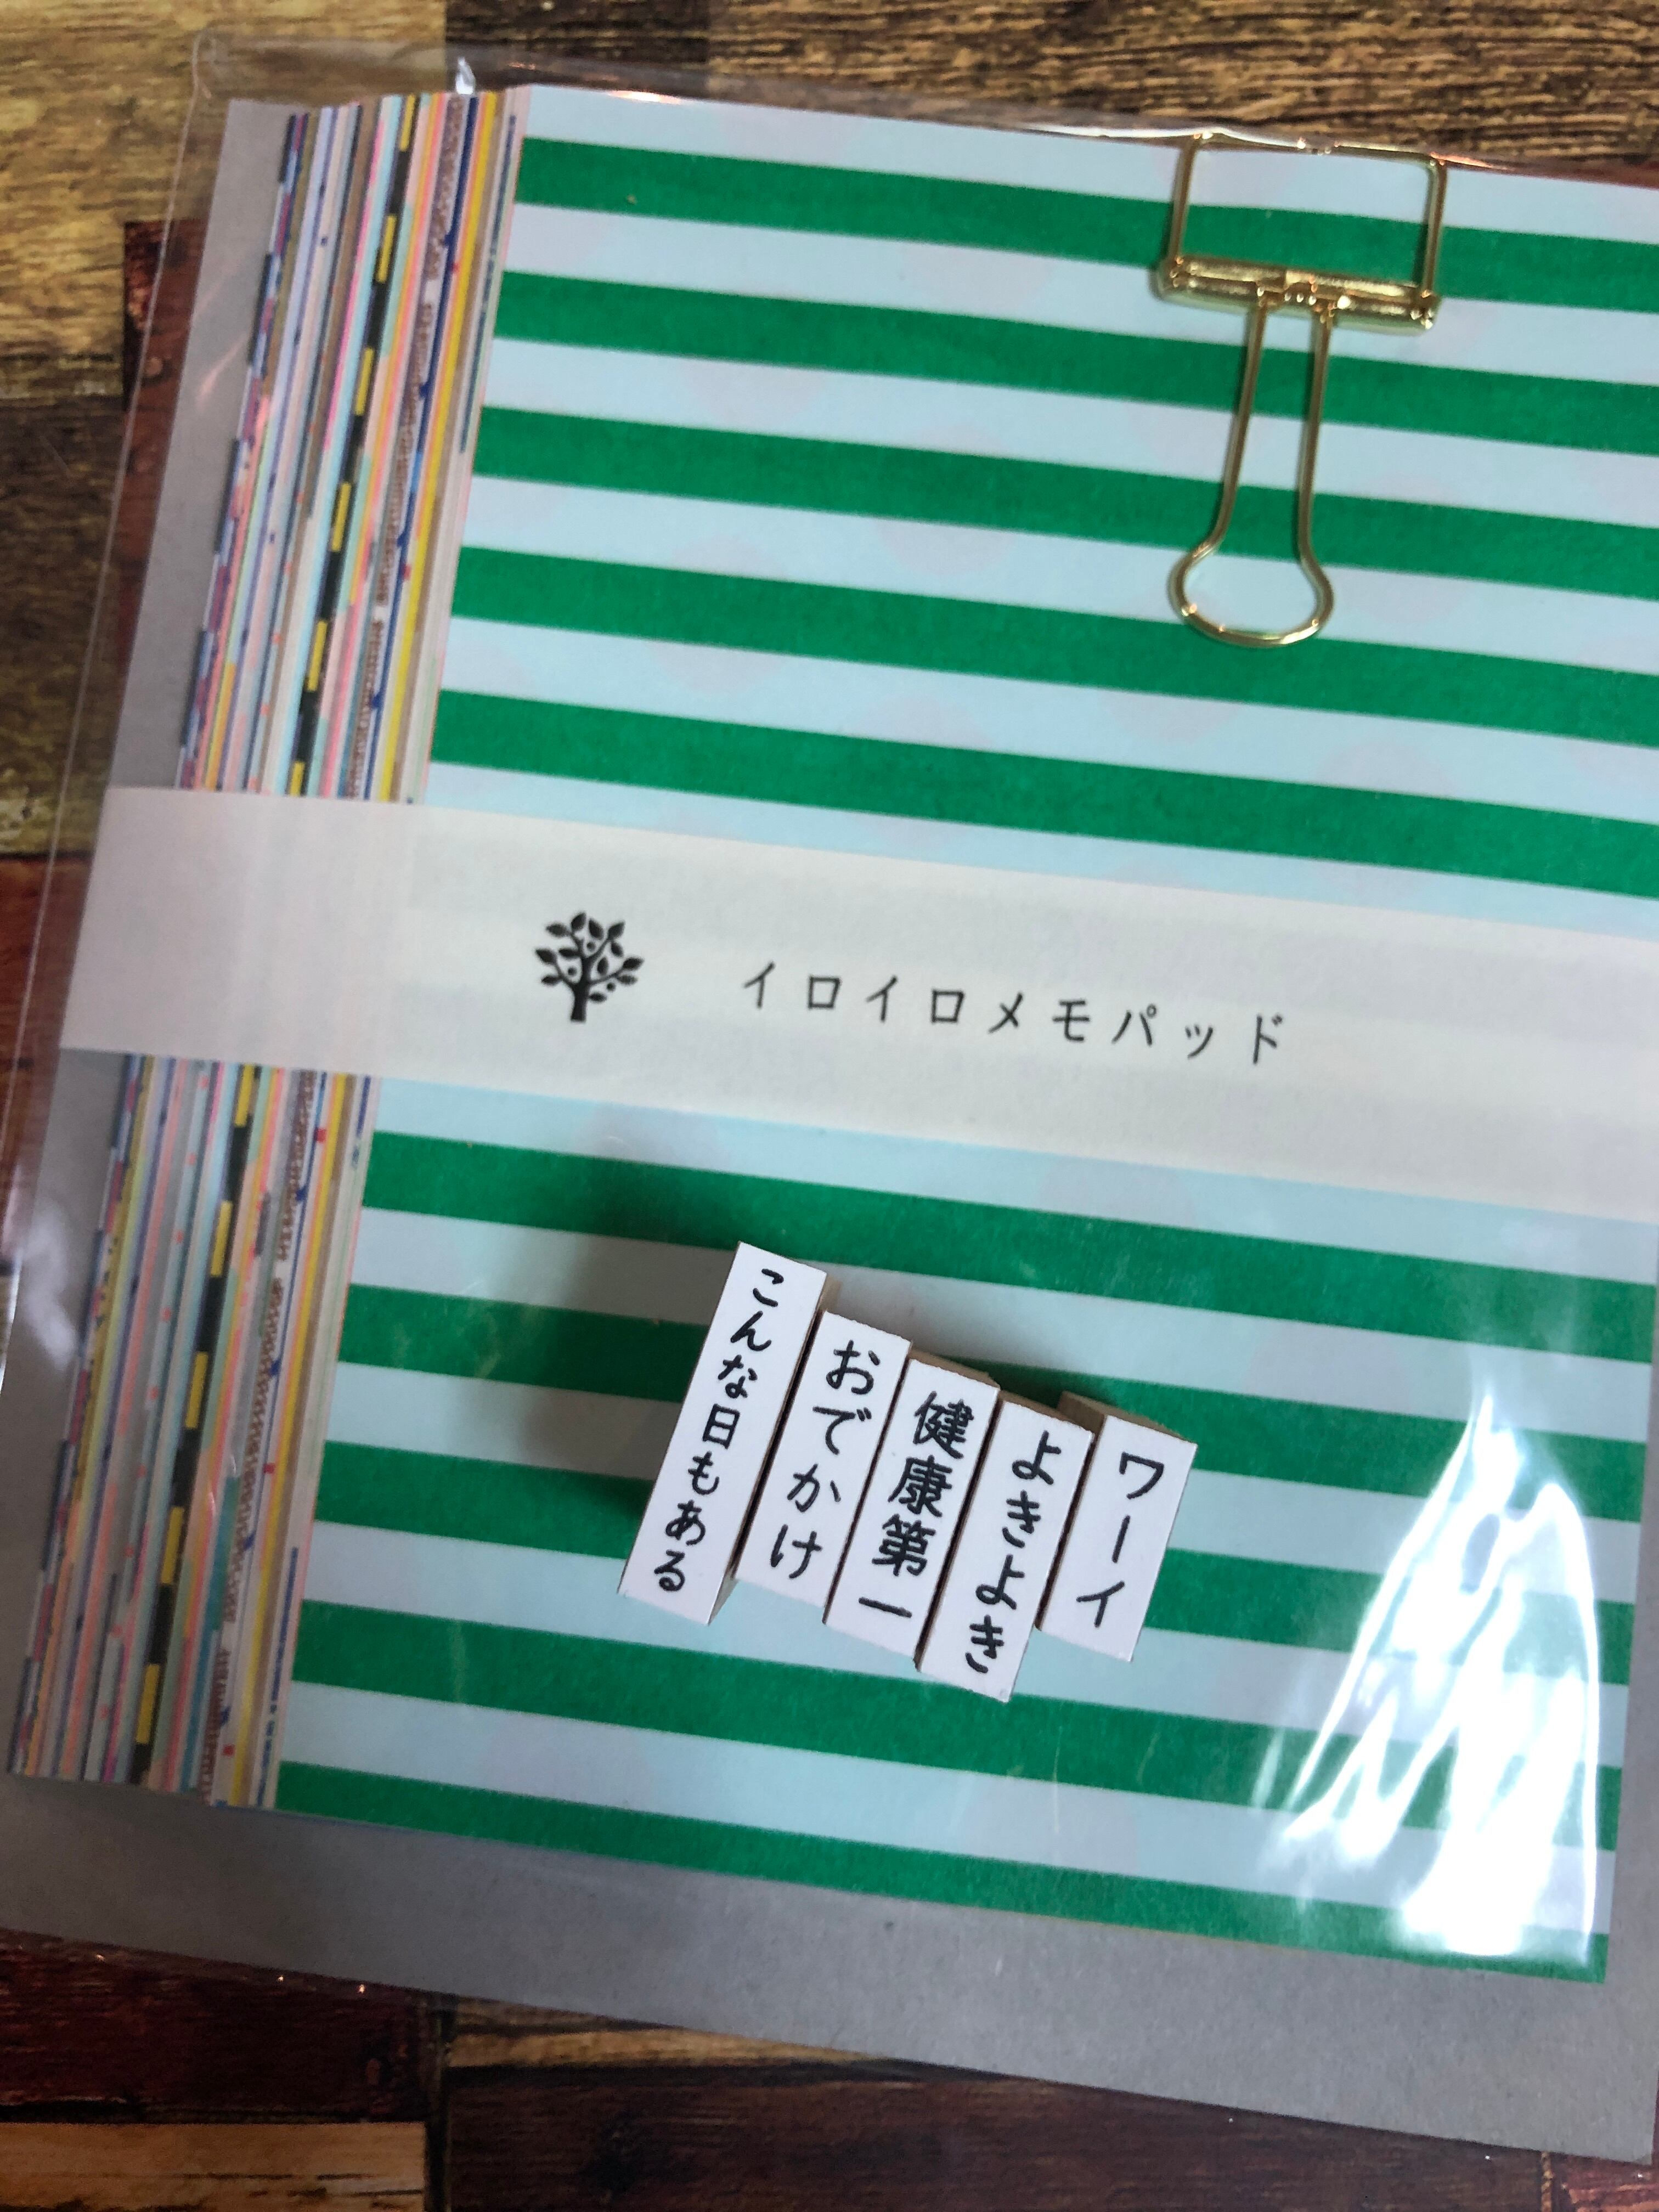 イロイロメモパッド
ワーイ
よきよき
健康第一
おでかけ
こんな日もある